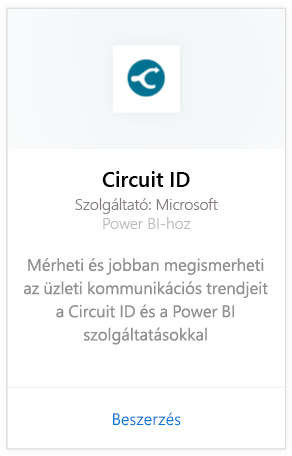 Circuit ID
Szolgáltató: Microsoft
Power BI-hoz
Mérheti és jobban megismerheti
az üzleti kommunikációs trendjeit
a Circuit ID és a Power BI
szolgáltatásokkal
Beszerzés